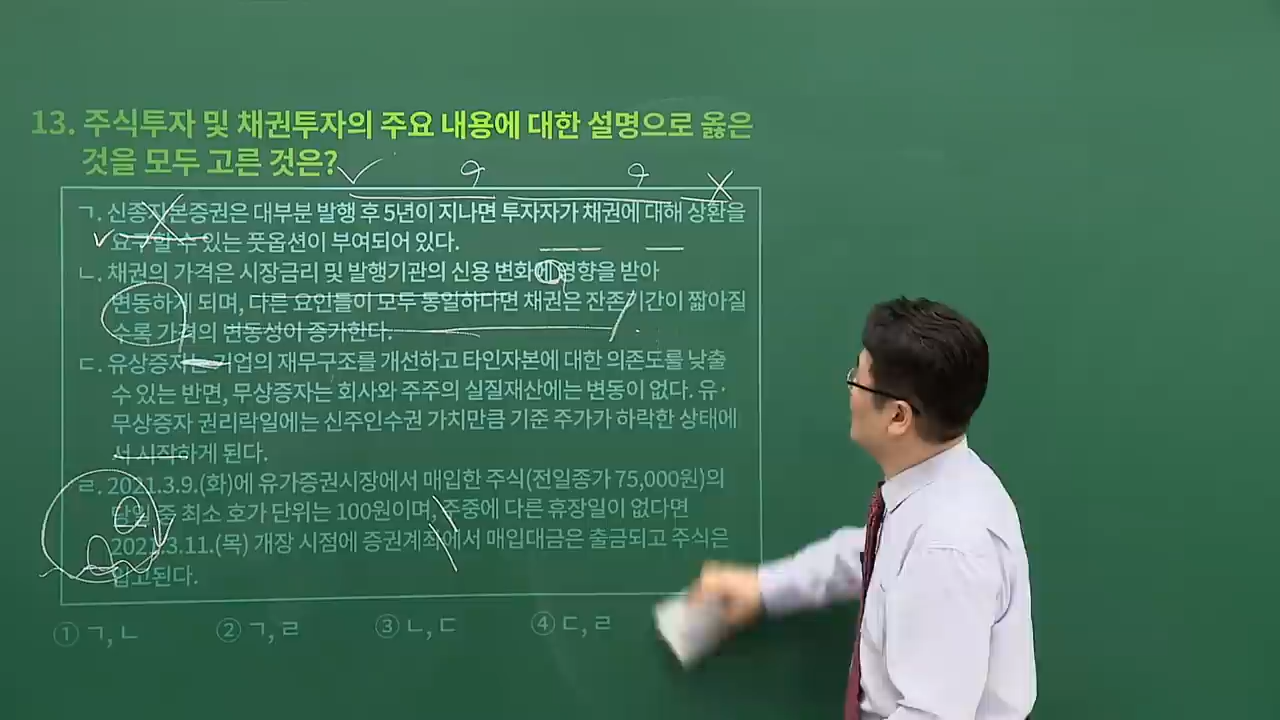 13. 주식투자 및 채권투자의 주요 내용에 대한 설명으로 옳은
것을 모두 고른 것은?
ㄱ. 신종자본증권은 대부분 발행 후 5년이 지나면 투자자가 채권에 대해 상환을
요구할 수 있는 풋옵션이 부여되어 있다.
ㄴ. 채권의 가격은 시장금리 및 발행기관의 신용 변화에 영향을 받아
변동하게 되며, 다른 요인들이 모두 동일하다면 채권은 잔존기간이 짧아질
수록 가격의 변동성이 증가한다.
ㄷ. 유상증자는 기업의 재무구조를 개선하고 타인자본에 대한 의존도를 낮출
수 있는 반면, 무상증자는 회사와 주주의 실질재산에는 변동이 없다. 유·
무상증자 권리락일에는 신주인수권 가치만큼 기준 주가가 하락한 상태에
서 시작하게 된다.
ㄹ. 2021.3.9.(화)에 유가증권시장에서 매입한 주식(전일종가 75,000원)의
당일 중 최소 호가 단위는 100원이며, 주중에 다른 휴장일이 없다면
2021.3.11.(목) 개장 시점에 증권계좌에서 매입대금은 출금되고 주식은
입고된다.
① ㄱ, ㄴ ② ㄱ, ㄹ ③ ㄴ, ㄷ ④ ㄷ, ㄹ